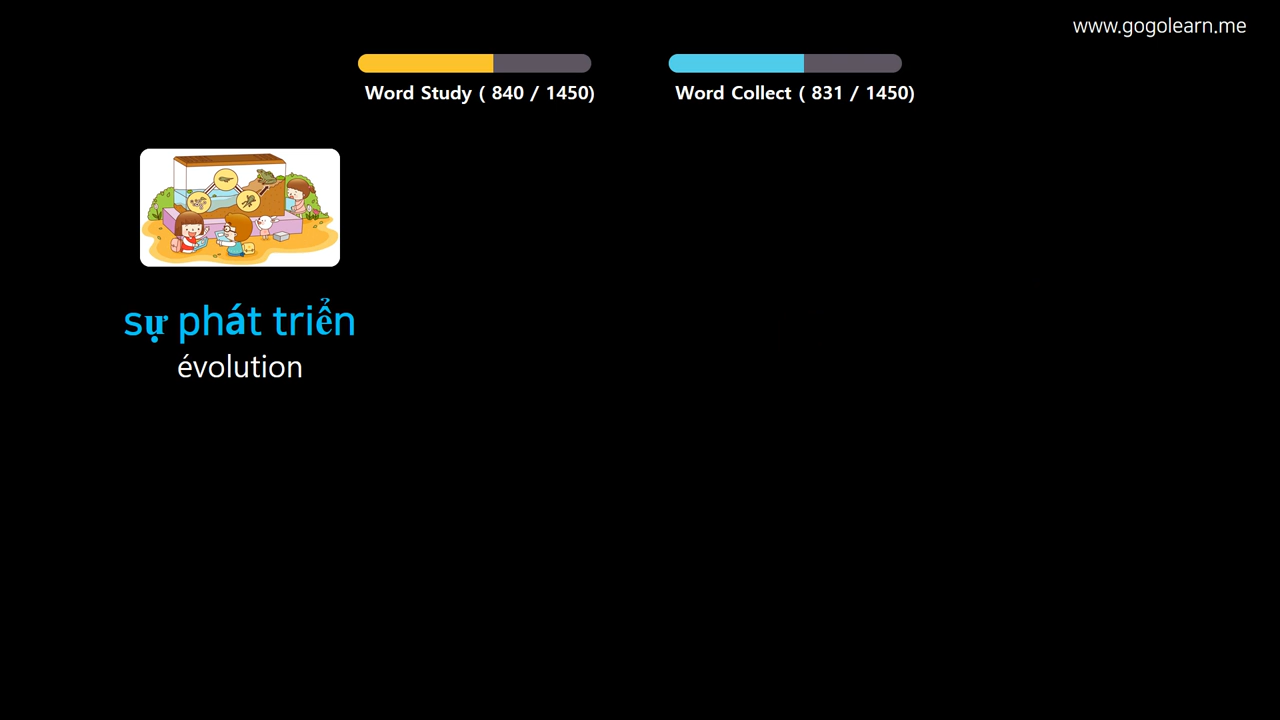 www.gogolearn.me
Word Study ( 840 / 1450)
Word Collect ( 831 / 1450)
sự phát triển
évolution